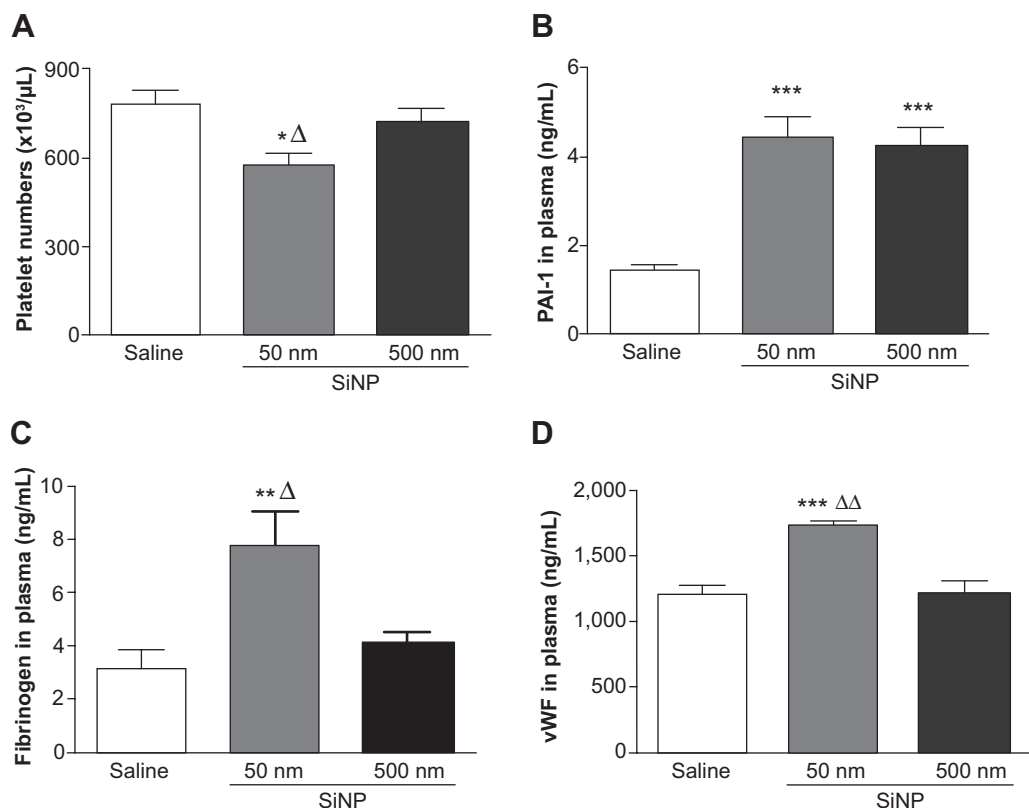 A
Platelet numbers (x10³/µL)
900
600
300
0
* Δ
Saline
50 nm
500 nm
SiNP
B
PAI-1 in plasma (ng/mL)
6
4
2
0
***
***
Saline
50 nm
500 nm
SiNP
C
Fibrinogen in plasma (ng/mL)
10
8
6
4
2
0
** Δ
Saline
50 nm
500 nm
SiNP
D
vWF in plasma (ng/mL)
2,000
1,500
1,000
500
0
*** ΔΔ
Saline
50 nm
500 nm
SiNP